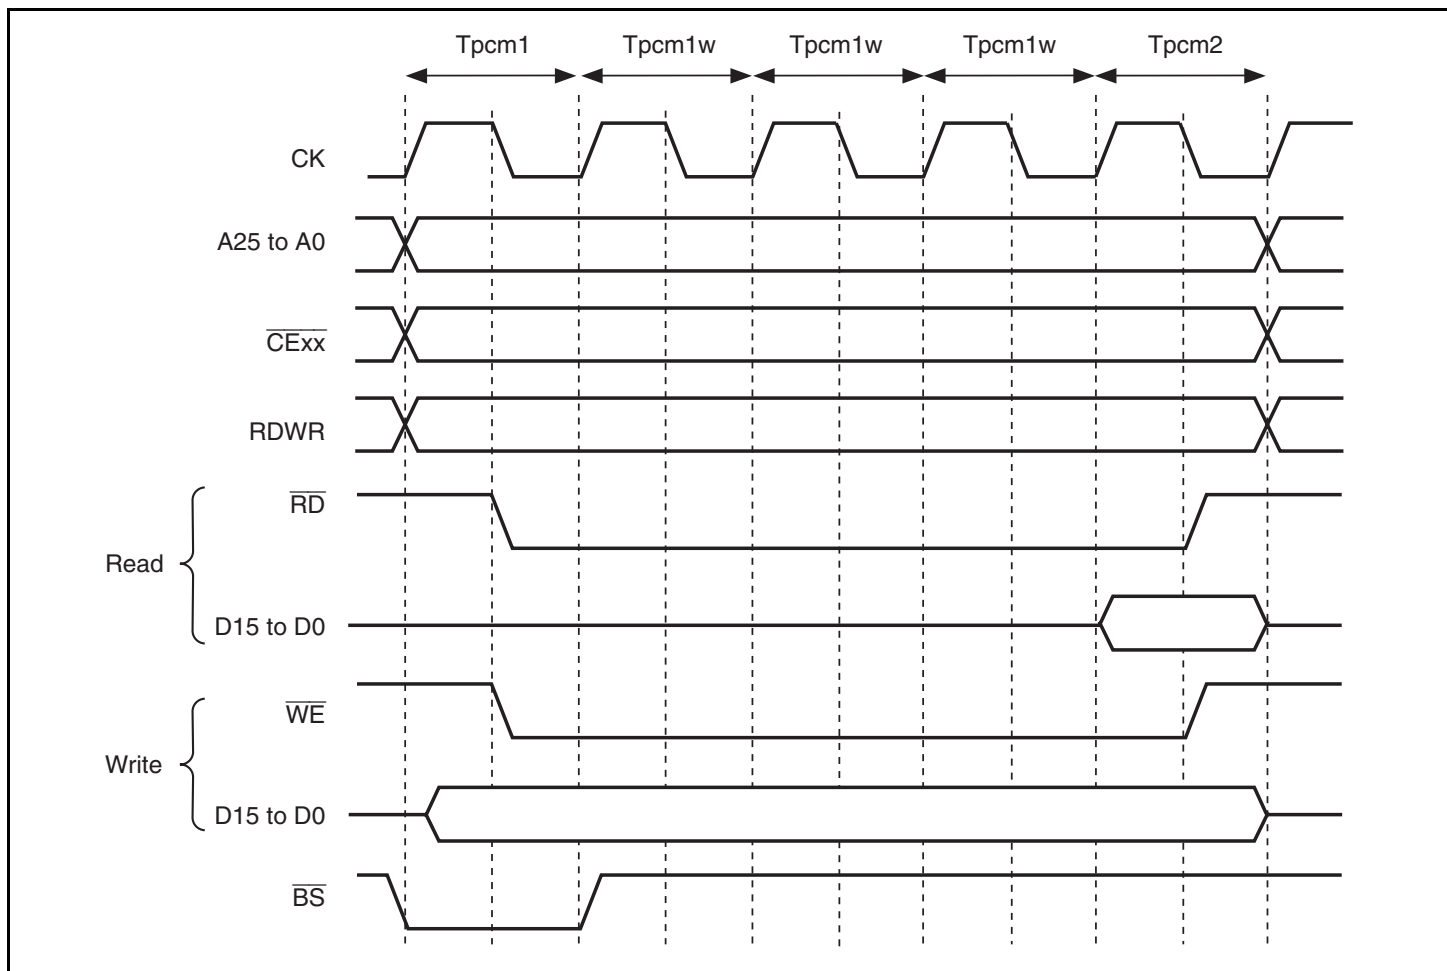 Tpcm1 Tpcm1w Tpcm1w Tpcm1w Tpcm2
CK
A25 to A0
CExx
RDWR
RD
Read
D15 to D0
WE
Write
D15 to D0
BS